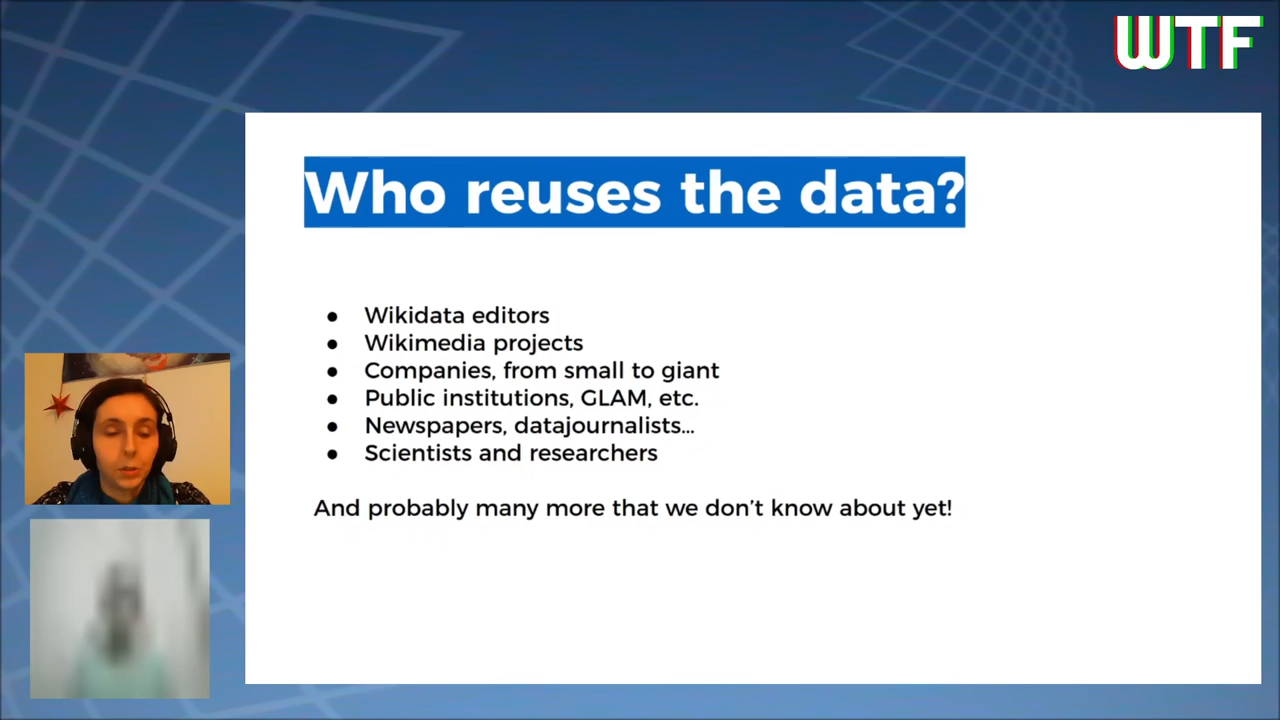 WTF
Who reuses the data?
● Wikidata editors
● Wikimedia projects
● Companies, from small to giant
● Public institutions, GLAM, etc.
● Newspapers, datajournalists...
● Scientists and researchers
And probably many more that we don't know about yet!